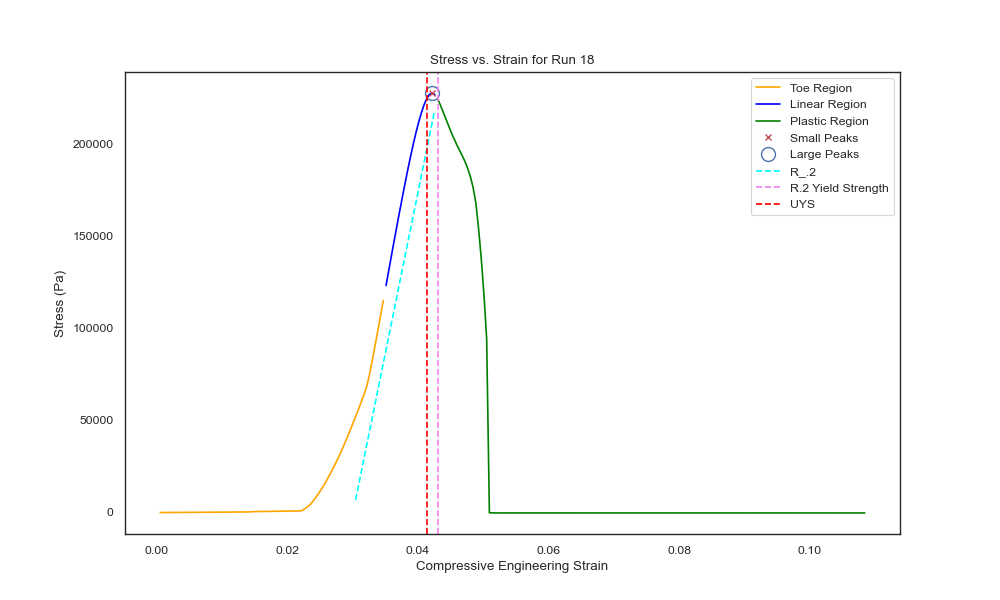 Stress vs. Strain for Run 18
Toe Region
Linear Region
Plastic Region
Small Peaks
Large Peaks
R_.2
R.2 Yield Strength
UYS
200000
150000
100000
50000
0
Stress (Pa)
0.00 0.02 0.04 0.06 0.08 0.10
Compressive Engineering Strain